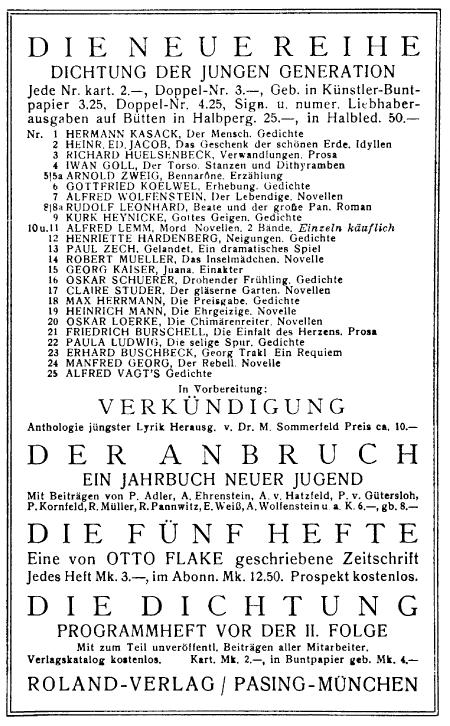 DIE NEUE REIHE
DICHTUNG DER JUNGEN GENERATION
Jede Nr. kart. 2.—, Doppel-Nr. 3.—, Geb. in Künstler-Bunt-
papier 3.25, Doppel-Nr. 4.25, Sign. u. numer. Liebhaber-
ausgaben auf Bütten in Halbperg. 25.—, in Halbled. 50.—
Nr. 1 HERMANN KASACK, Der Mensch. Gedichte
2 HEINR. ED. JACOB, Das Geschenk der schönen Erde. Idyllen
3 RICHARD HUELSENBECK, Verwandlungen. Prosa
4 IWAN GOLL, Der Torso. Stanzen und Dithyramben
5|5a ARNOLD ZWEIG, Bennarône. Erzählung
6 GOTTFRIED KOELWEL, Erhebung. Gedichte
7 ALFRED WOLFENSTEIN, Der Lebendige. Novellen
8|8a RUDOLF LEONHARD, Beate und der große Pan. Roman
9 KURK HEYNICKE, Gottes Geigen. Gedichte
10 u. 11 ALFRED LEMM, Mord. Novellen. 2 Bände. Einzeln käuflich
12 HENRIETTE HARDENBERG, Neigungen. Gedichte
13 PAUL ZECH, Gelandet. Ein dramatisches Spiel
14 ROBERT MUELLER, Das Inselmädchen. Novelle
15 GEORG KAISER, Juana. Einakter
16 OSKAR SCHUERER, Drohender Frühling. Gedichte
17 CLAIRE STUDER, Der gläserne Garten. Novellen
18 MAX HERRMANN, Die Preisgabe. Gedichte
19 HEINRICH MANN, Die Ehrgeizige. Novelle
20 OSKAR LOERKE, Die Chimärenreiter. Novellen
21 FRIEDRICH BURSCHELL, Die Einfalt des Herzens. Prosa
22 PAULA LUDWIG, Die selige Spur. Gedichte
23 ERHARD BUSCHBECK, Georg Trakl. Ein Requiem
24 MANFRED GEORG, Der Rebell. Novelle
25 ALFRED VAGT'S Gedichte
In Vorbereitung:
VERKÜNDIGUNG
Anthologie jüngster Lyrik Herausg. v. Dr. M. Sommerfeld Preis ca. 10.—
DER ANBRUCH
EIN JAHRBUCH NEUER JUGEND
Mit Beiträgen von P. Adler, A. Ehrenstein, A. v. Hatzfeld, P. v. Gütersloh,
P. Kornfeld, R. Müller, R. Pannwitz, E. Weiß, A. Wolfenstein u. a. K. 6.—, gb. 8.—
DIE FÜNF HEFTE
Eine von OTTO FLAKE geschriebene Zeitschrift
Jedes Heft Mk. 3.—, im Abonn. Mk. 12.50. Prospekt kostenlos.
DIE DICHTUNG
PROGRAMMHEFT VOR DER II. FOLGE
Mit zum Teil unveröffentl. Beiträgen aller Mitarbeiter.
Verlagskatalog kostenlos. Kart. Mk. 2.—, in Buntpapier geb. Mk. 4.—
ROLAND-VERLAG / PASING-MÜNCHEN